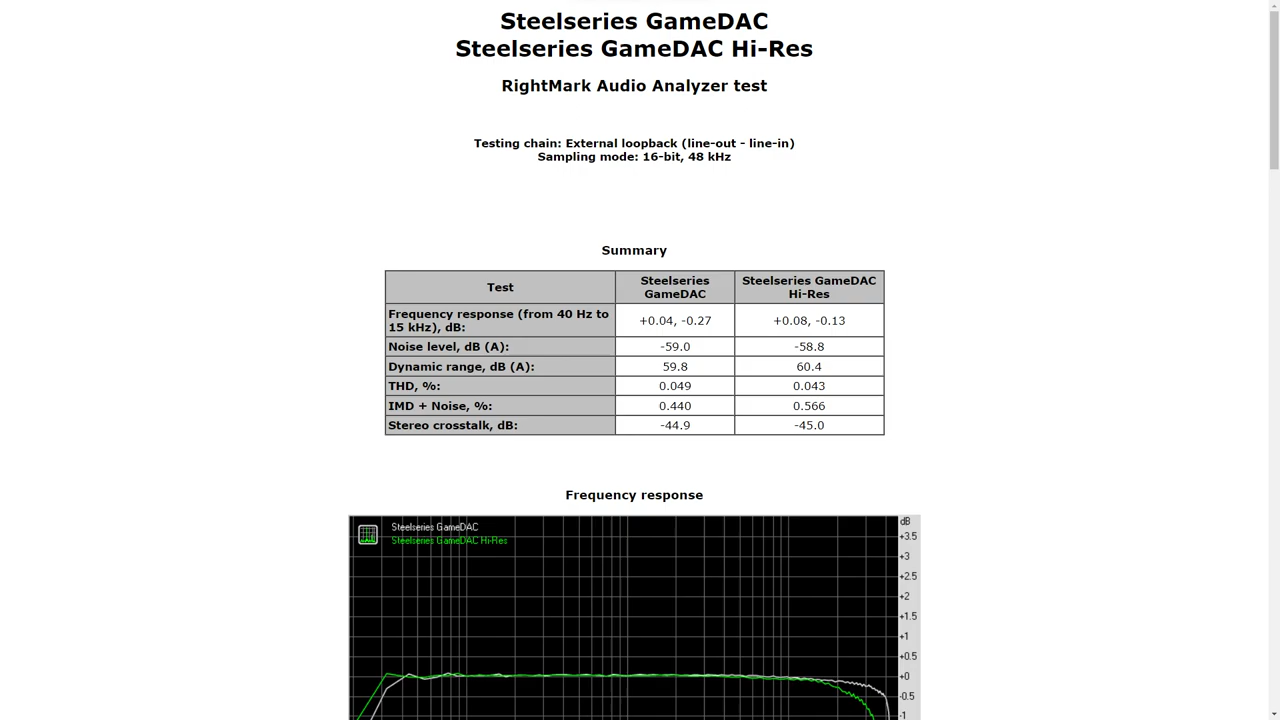 Steelseries GameDAC
Steelseries GameDAC Hi-Res
RightMark Audio Analyzer test
Testing chain: External loopback (line-out - line-in)
Sampling mode: 16-bit, 48 kHz
Summary
Test Steelseries GameDAC Steelseries GameDAC Hi-Res
Frequency response (from 40 Hz to 15 kHz), dB: +0.04, -0.27 +0.08, -0.13
Noise level, dB (A): -59.0 -58.8
Dynamic range, dB (A): 59.8 60.4
THD, %: 0.049 0.043
IMD + Noise, %: 0.440 0.566
Stereo crosstalk, dB: -44.9 -45.0
Frequency response
Steelseries GameDAC
Steelseries GameDAC Hi-Res
dB
+3.5
+3
+2.5
+2
+1.5
+1
+0.5
+0
-0.5
-1